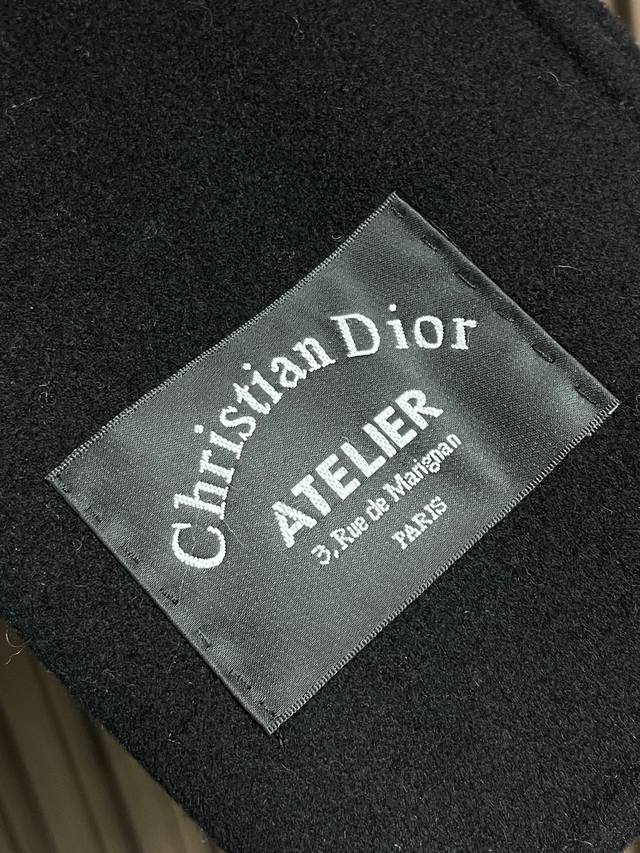 Christian Dior
ATELIER
3, Rue de Marignan
PARIS